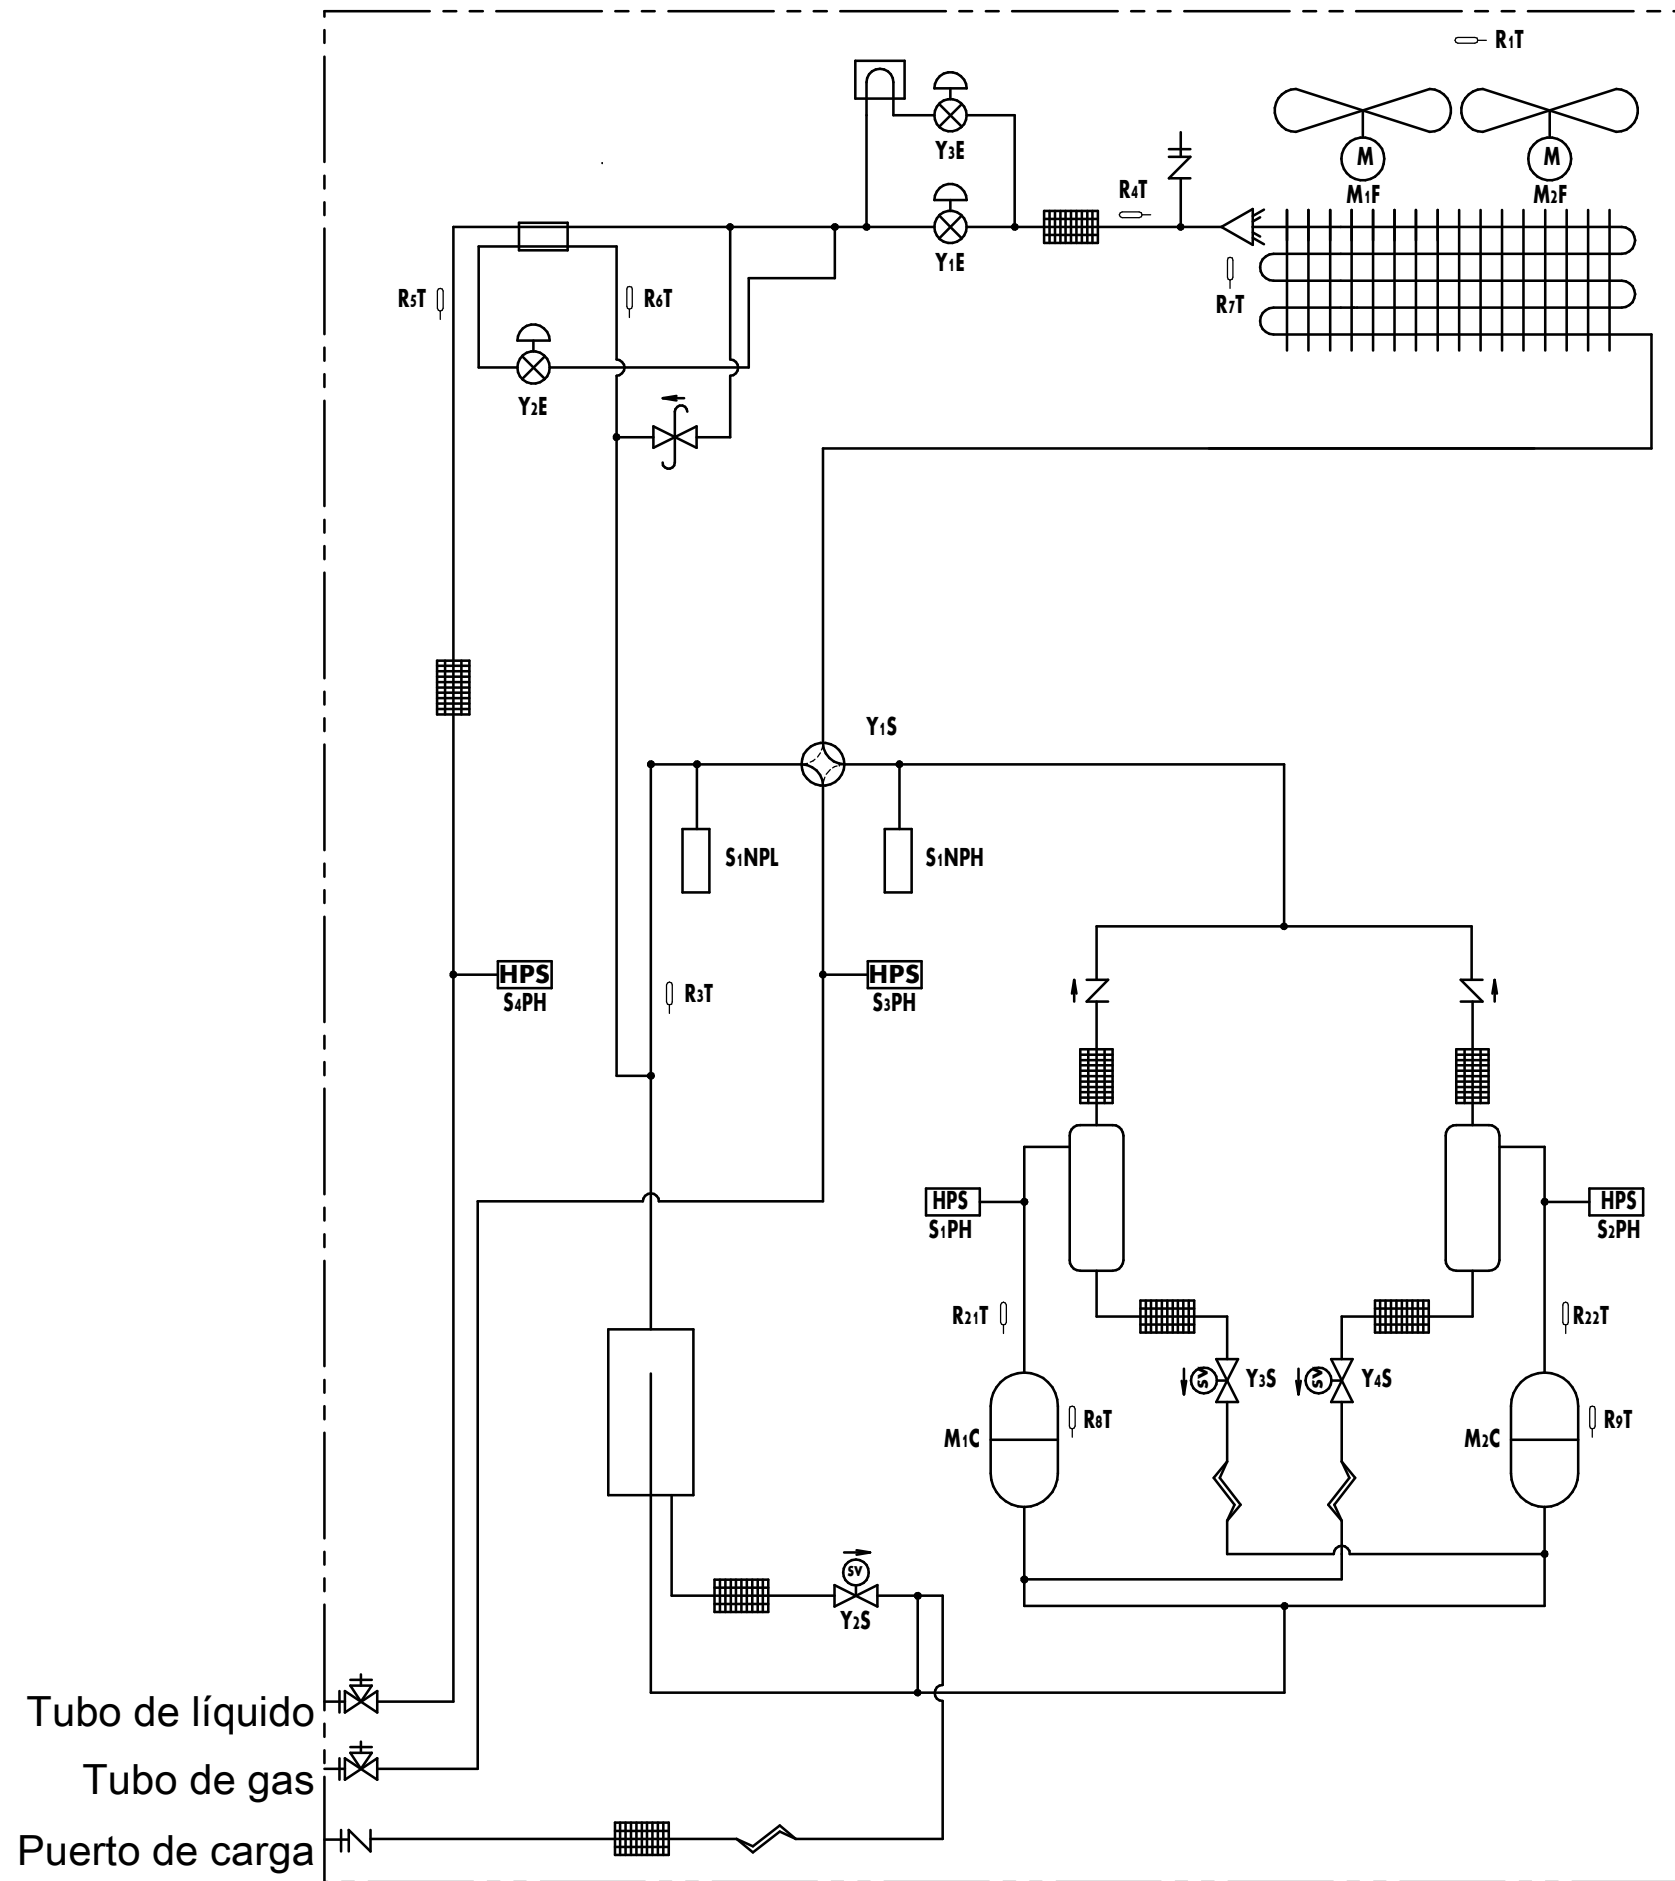 R1T
Y3E
M
M
R4T
M1F
M2F
Y1E
R5T
R6T
R7T
Y2E
Y1S
S1NPL
S1NPH
HPS
HPS
R3T
S4PH
S3PH
HPS
HPS
S1PH
S2PH
R21T
R22T
SV
Y3S
SV
Y4S
R8T
R9T
M1C
M2C
SV
Y2S
Tubo de líquido
Tubo de gas
Puerto de carga